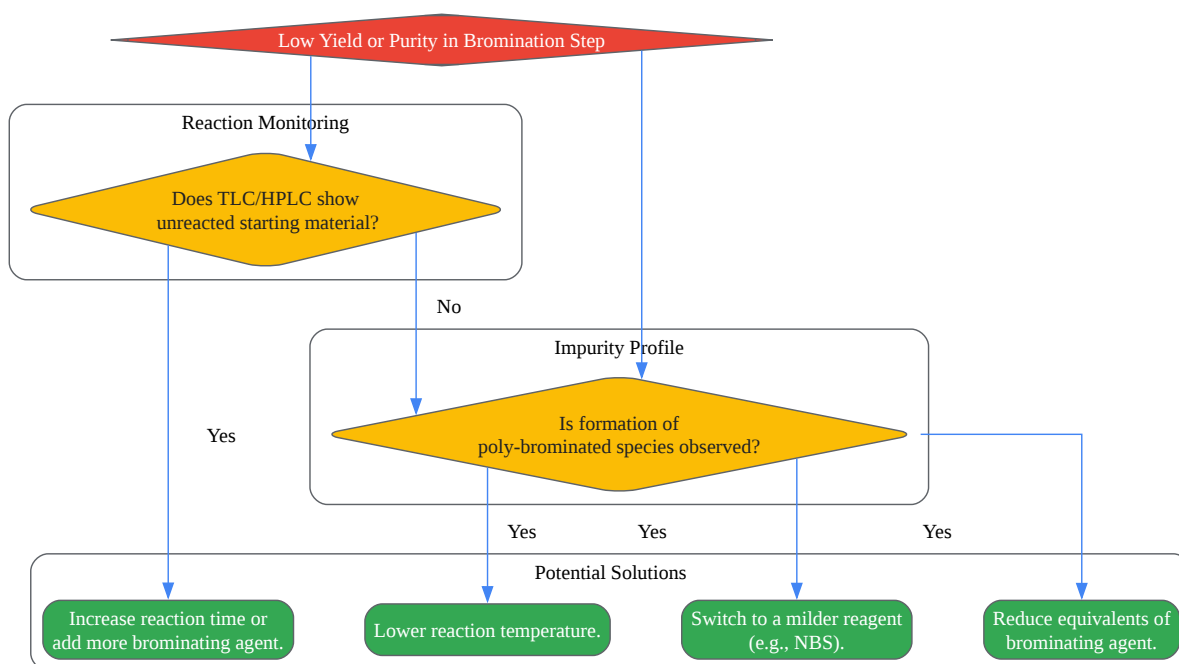 Low Yield or Purity in Bromination Step
Reaction Monitoring
Does TLC/HPLC show
unreacted starting material?
No
Impurity Profile
Is formation of
poly-brominated species observed?
Yes
Yes
Yes
Yes
Potential Solutions
Increase reaction time or
add more brominating agent.
Lower reaction temperature.
Switch to a milder reagent
(e.g., NBS).
Reduce equivalents of
brominating agent.